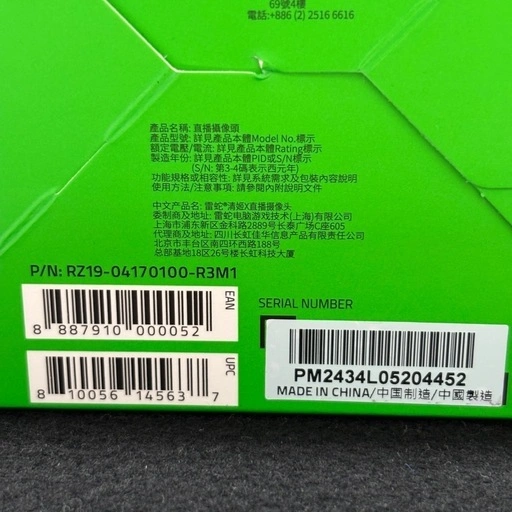 69號4樓
電話:+886 (2) 2516 6616
產品名稱: 直播攝像頭
產品型號: 詳見產品本體Model No.標示
額定電壓/電流: 詳見產品本體Rating標示
製造年份: 詳見產品本體PID或S/N標示
(S/N: 第3-4碼表示西元年)
功能規格或相容性: 詳見系統需求及包裝內容說明
使用方法/注意事項: 請參閱內附說明文件
中文产品名: 雷蛇®清姬X直播摄像头
委制商及地址: 雷蛇电脑游戏技术(上海)有限公司
上海市浦东新区金科路2889号长泰广场C座605
代理商及地址: 四川长虹佳华信息产品有限责任公司
北京市丰台区南四环西路188号
总部基地18区26号楼长虹科技大厦
P/N: RZ19-04170100-R3M1
EAN
8 887910 000052
UPC
8 10056 14563 7
SERIAL NUMBER
PM2434L05204452
MADE IN CHINA/中国制造/中國製造